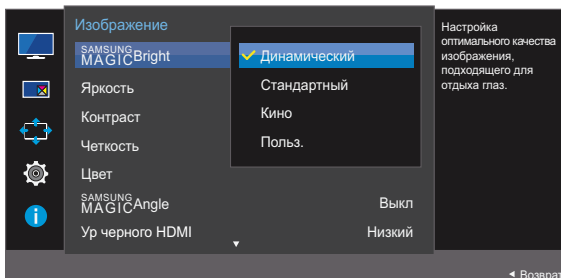 Изображение
SAMSUNG
MAGICBright
Динамический
Стандартный
Кино
Польз.
Яркость
Контраст
Четкость
Цвет
SAMSUNG
MAGICAngle
Выкл
Ур черного HDMI
Низкий
Настройка
оптимального качества
изображения,
подходящего для
отдыха глаз.
Возврат